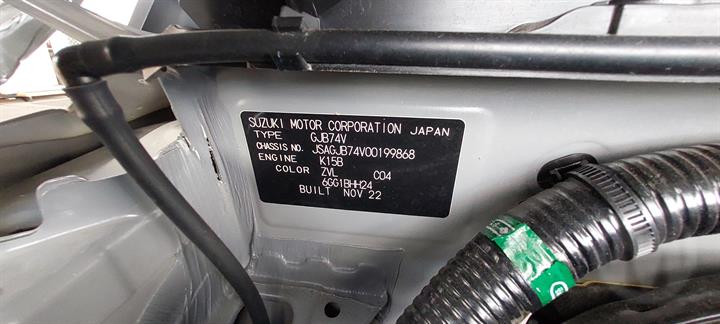 SUZUKI MOTOR CORPORATION JAPAN
TYPE GJB74V
CHASSIS NO. JSAGJB74V00199868
ENGINE K15B
COLOR ZVL C04
6GG1BHH24
BUILT NOV 22